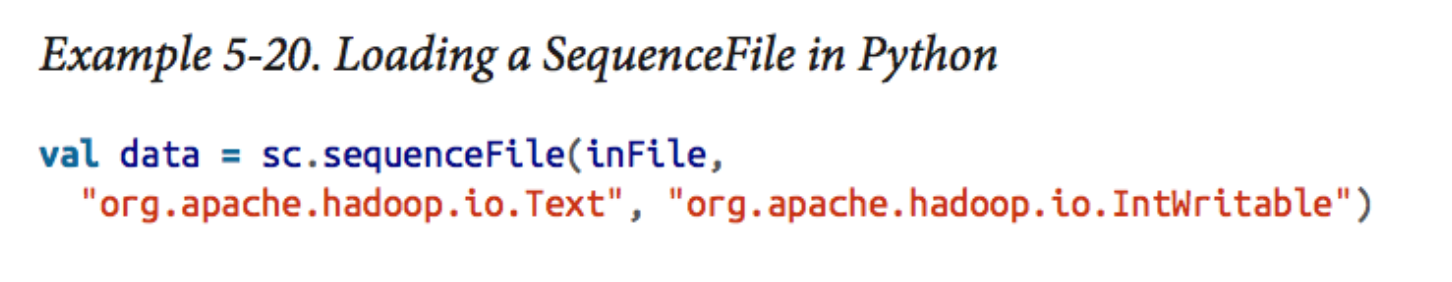 Example 5-20. Loading a SequenceFile in Python
val data = sc.sequenceFile(inFile,
  "org.apache.hadoop.io.Text", "org.apache.hadoop.io.IntWritable")